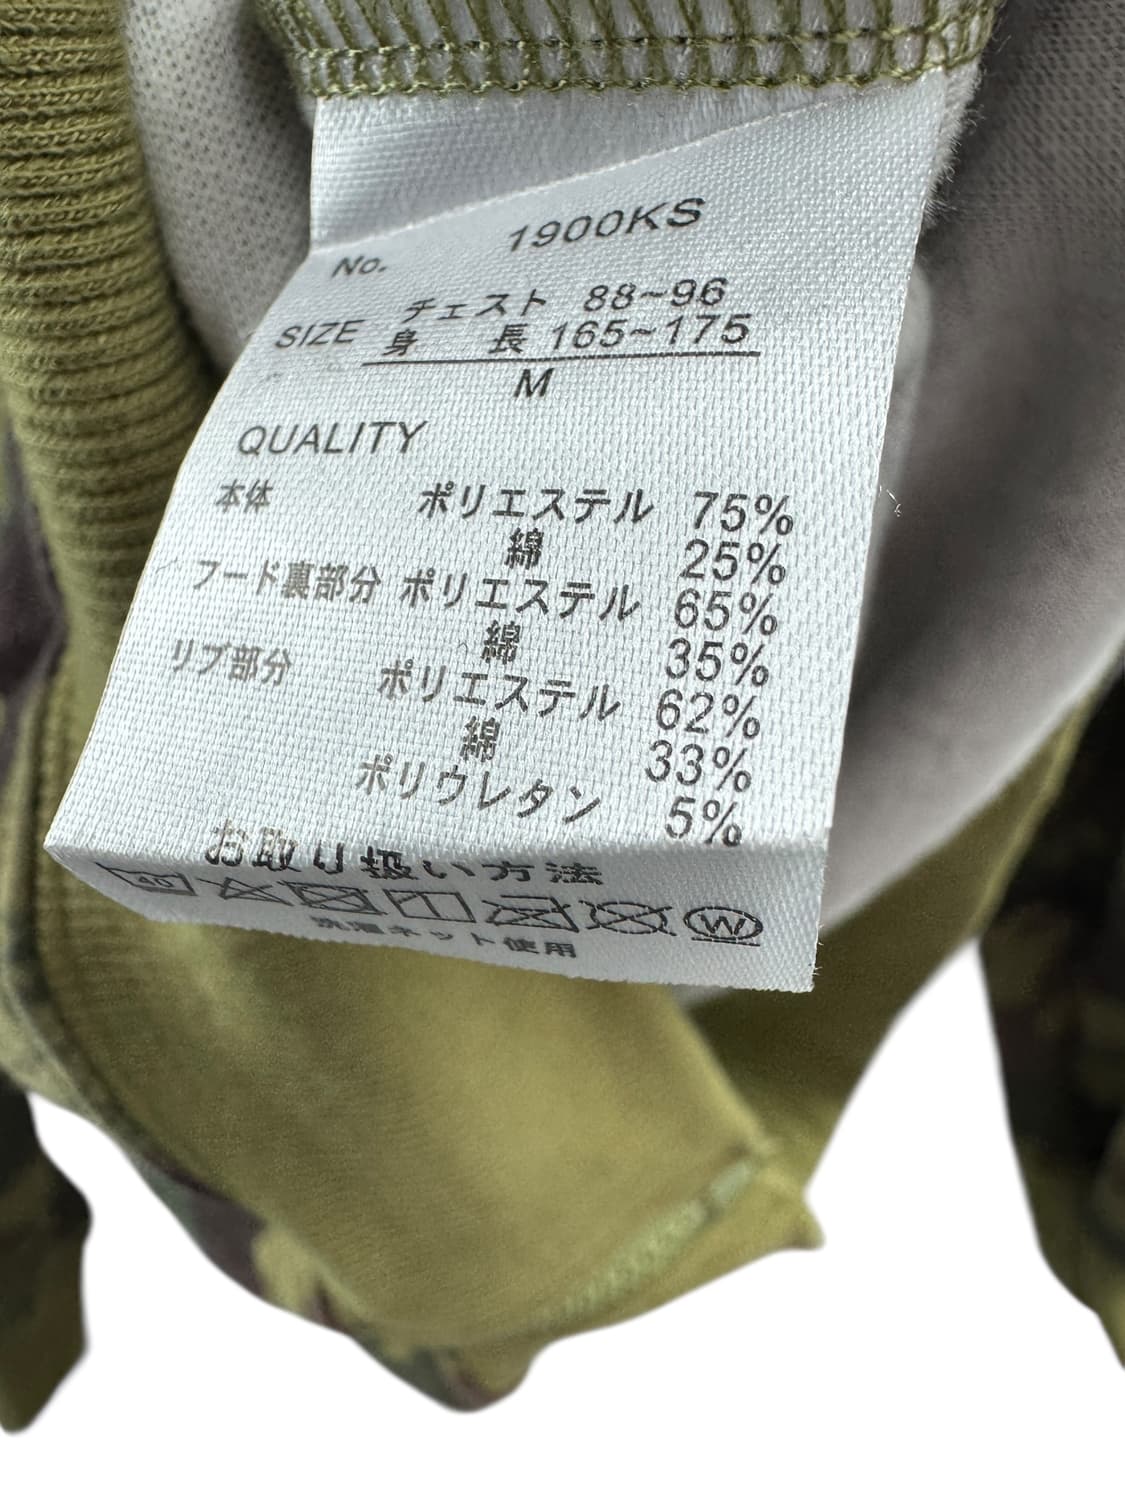 No. 1900KS
チェスト 88~96
SIZE 身 長 165~175
M
QUALITY
本体 ポリエステル 75%
綿 25%
フード裏部分 ポリエステル 65%
綿 35%
リブ部分 ポリエステル 62%
綿 33%
ポリウレタン 5%
お取り扱い方法
40 W
洗濯ネット使用